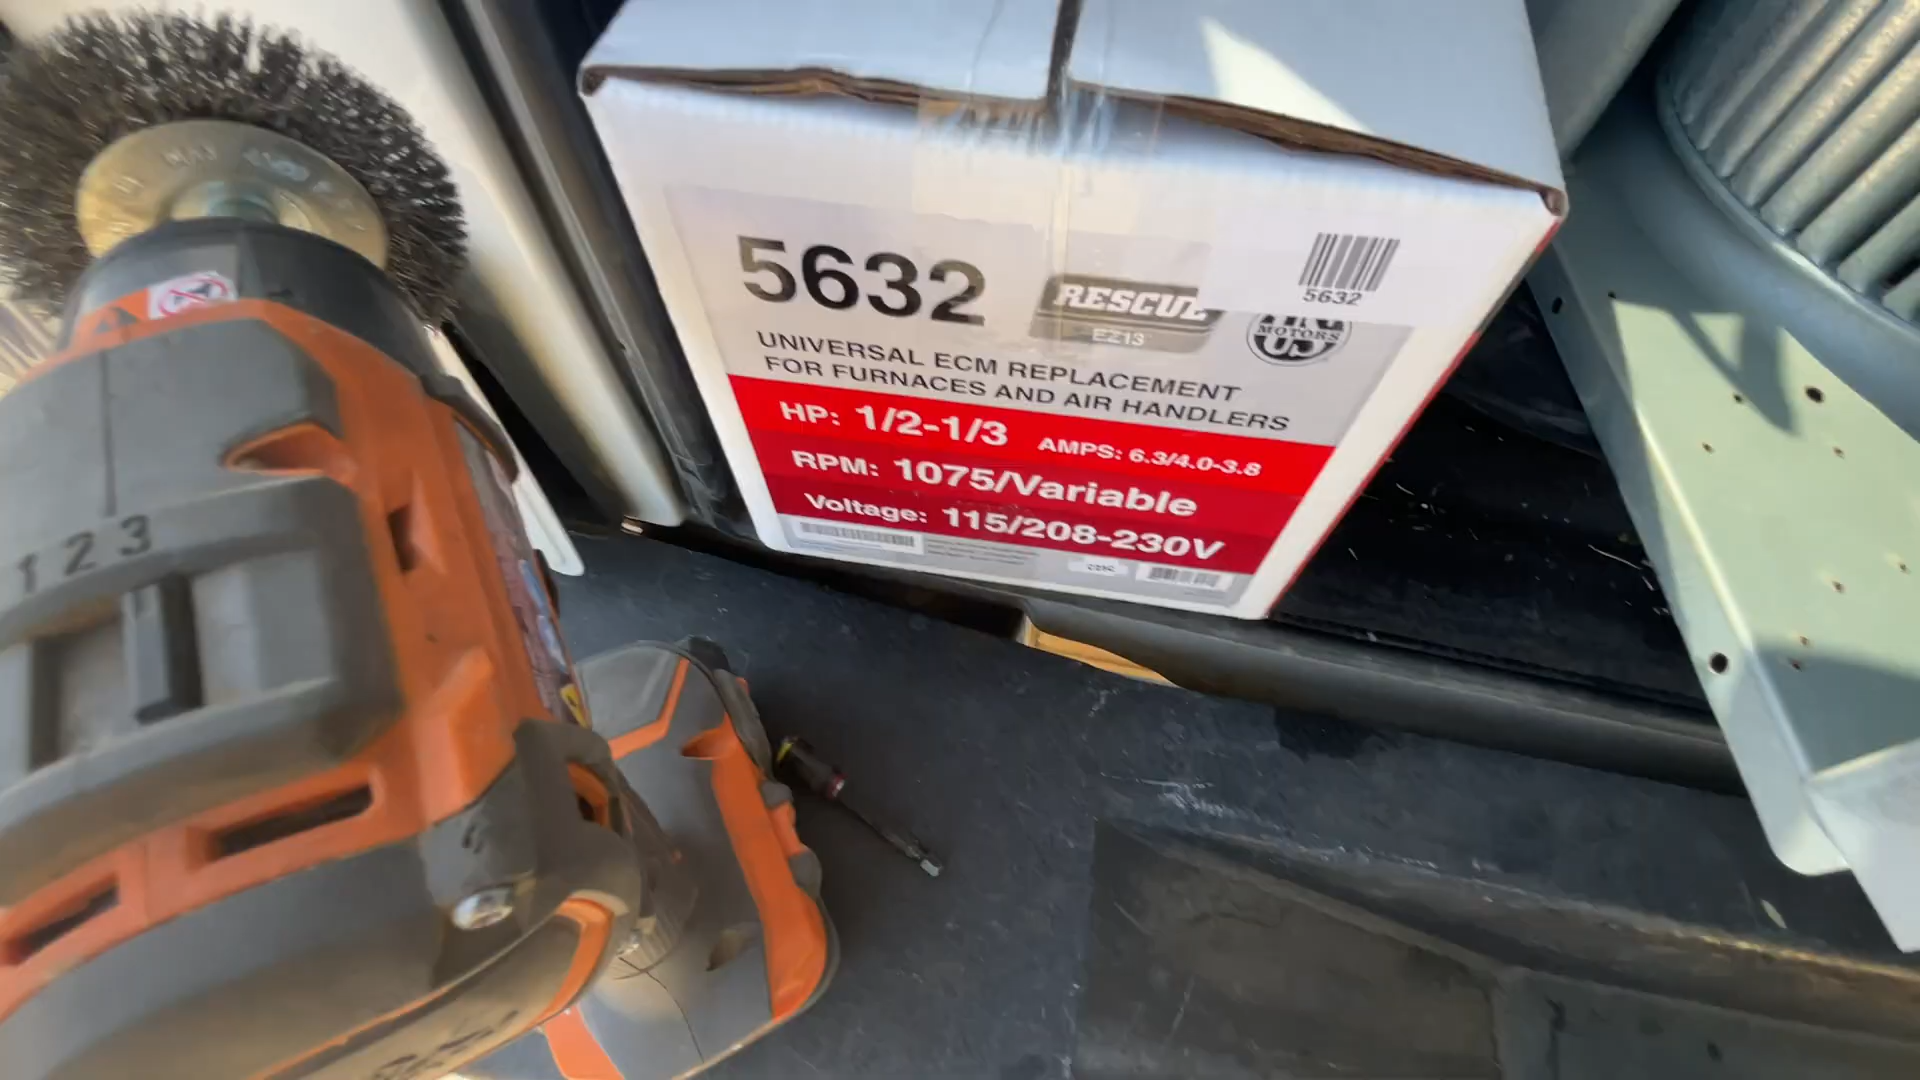 5632
RESCUE
EZ13
MOTORS
US
5632
UNIVERSAL ECM REPLACEMENT
FOR FURNACES AND AIR HANDLERS
HP: 1/2-1/3 AMPS: 6.3/4.0-3.8
RPM: 1075/Variable
Voltage: 115/208-230V
MAX
1 2 3